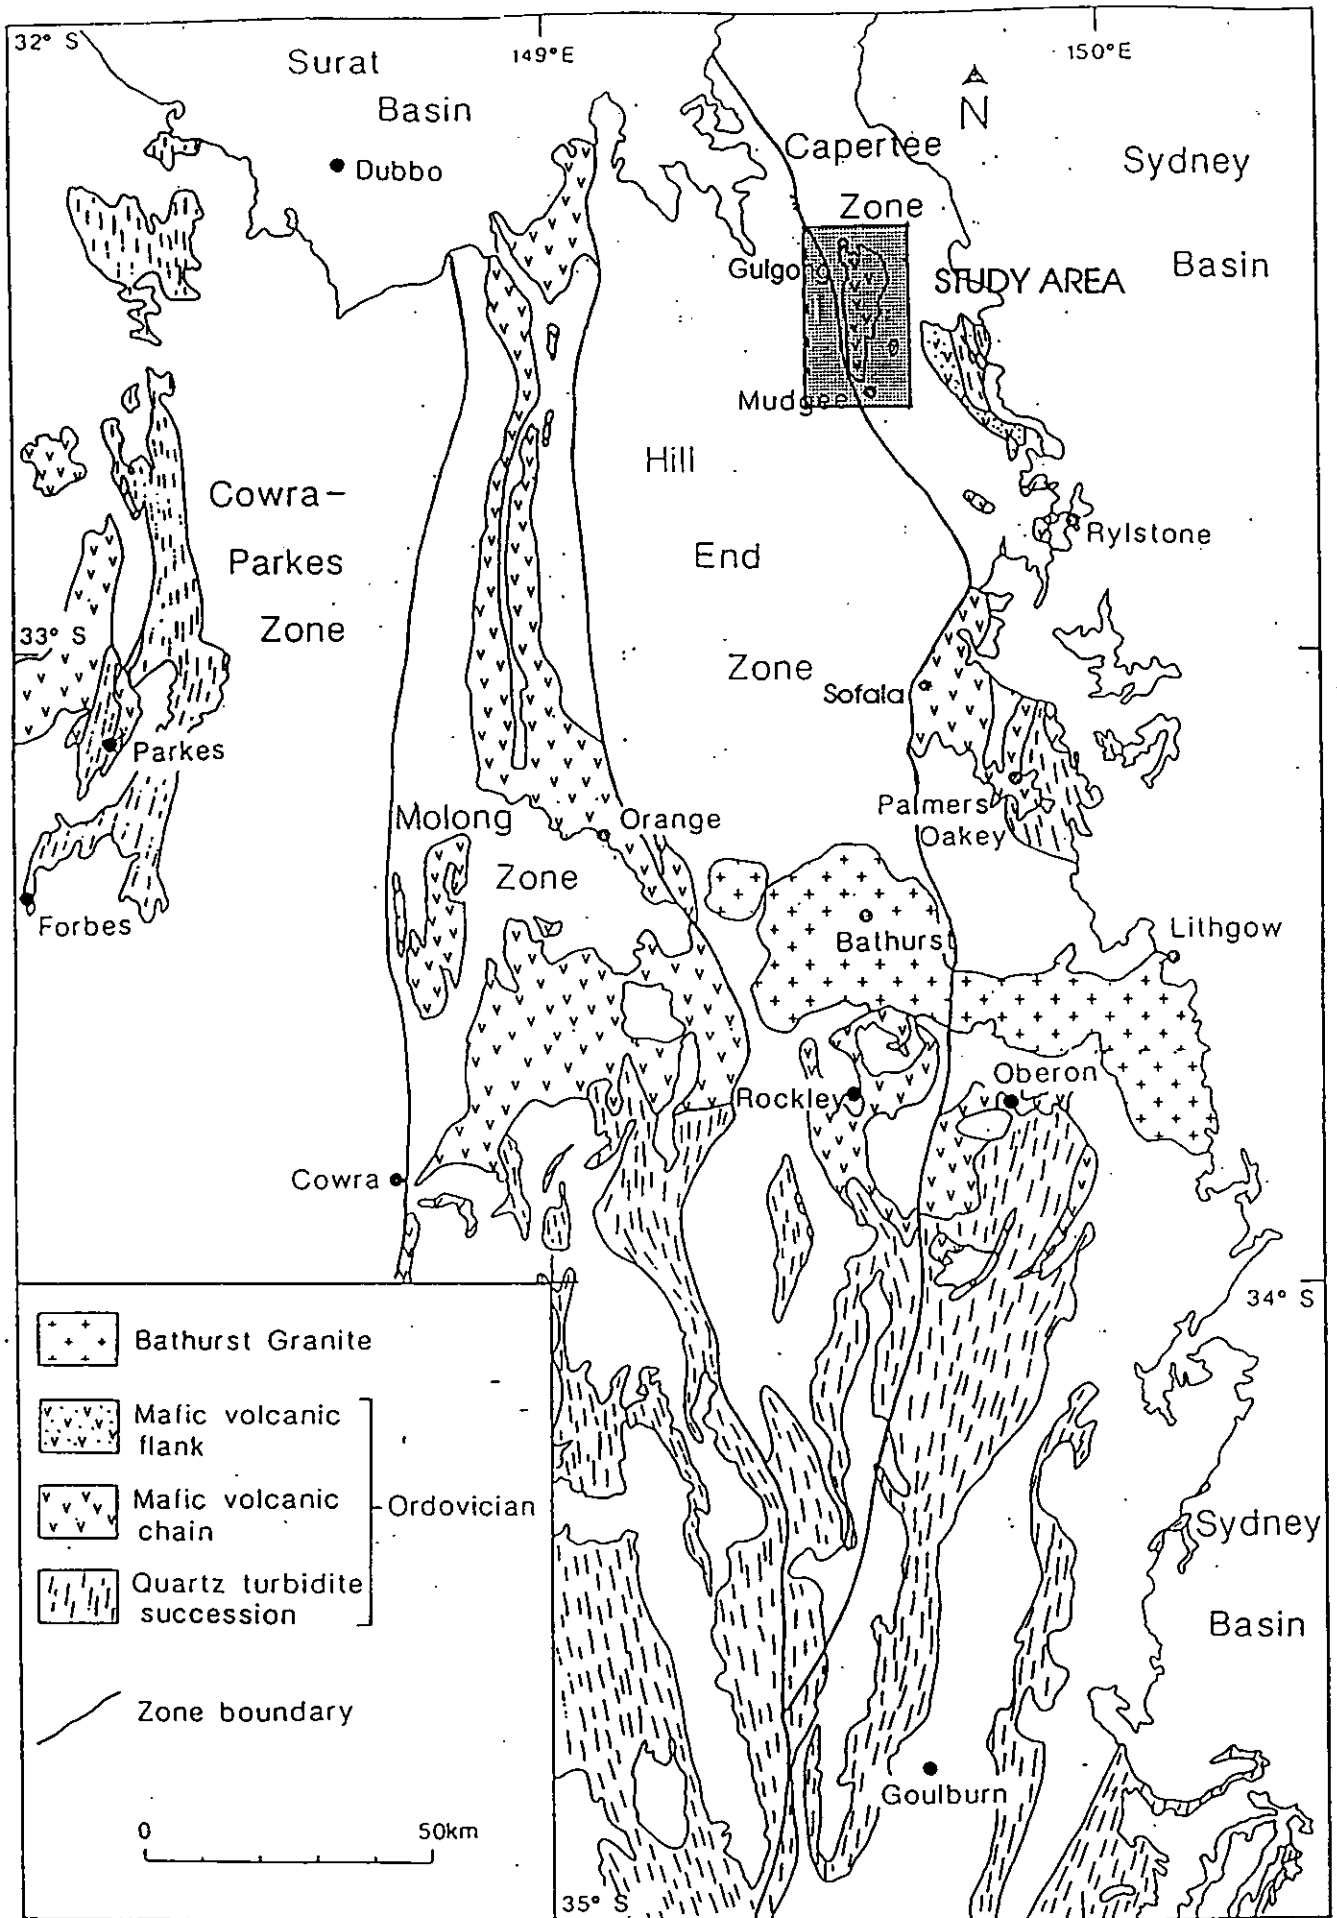 32° S
149°E
150°E
Surat
Basin
Dubbo
N
Capertee
Zone
Sydney
Basin
Gulgong
STUDY AREA
Mudgee
Hill
End
Zone
Cowra-
Parkes
Zone
Rylstone
33° S
Sofala
Parkes
Palmers
Oakey
Molong
Zone
Orange
Forbes
Bathurst
Lithgow
Rockley
Oberon
Cowra
34° S
Bathurst Granite
Mafic volcanic
flank
Mafic volcanic
chain
Ordovician
Quartz turbidite
succession
Zone boundary
0 50km
Sydney
Basin
Goulburn
35° S